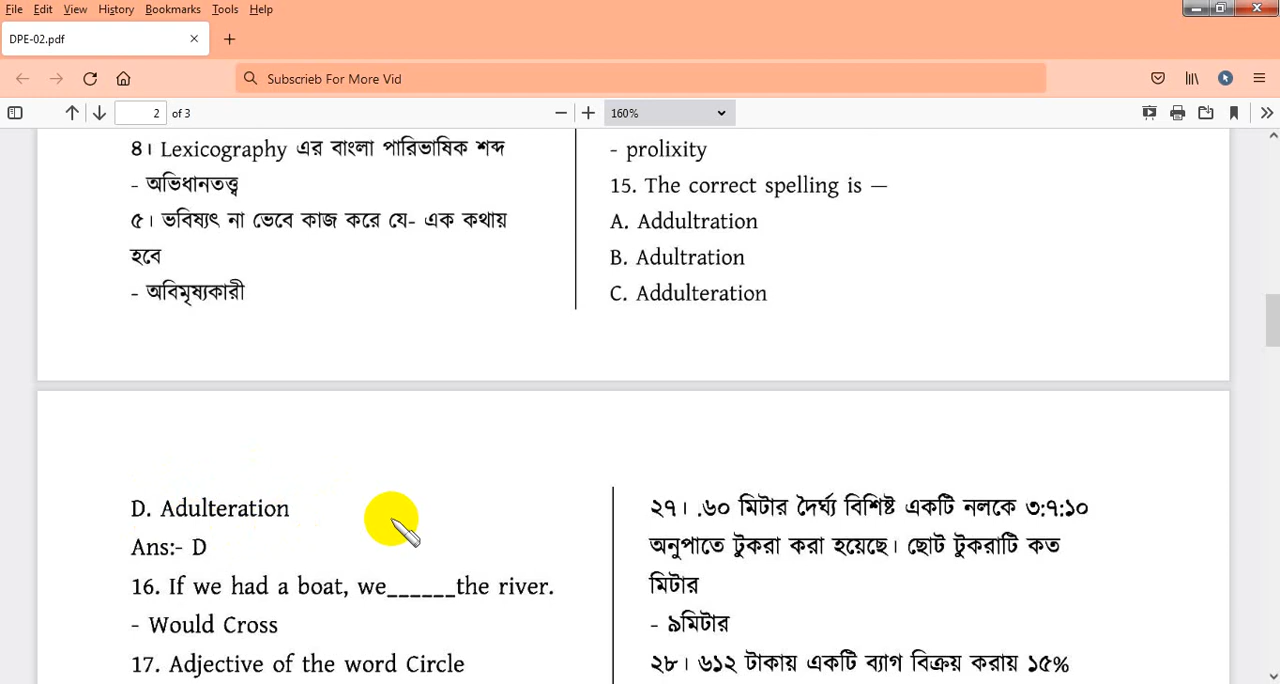 File Edit View History Bookmarks Tools Help
DPE-02.pdf
Subscrieb For More Vid
2 of 3
160%
৪। Lexicography এর বাংলা পারিভাষিক শব্দ
- অভিধানতত্ত্ব
৫। ভবিষ্যৎ না ভেবে কাজ করে যে- এক কথায়
হবে
- অবিমৃষ্যকারী
- prolixity
15. The correct spelling is —
A. Addultration
B. Adultration
C. Addulteration
D. Adulteration
Ans:- D
16. If we had a boat, we______the river.
- Would Cross
17. Adjective of the word Circle
২৭। .৬০ মিটার দৈর্ঘ্য বিশিষ্ট একটি নলকে ৩:৭:১০
অনুপাতে টুকরা করা হয়েছে। ছোট টুকরাটি কত
মিটার
- ৯মিটার
২৮। ৬১২ টাকায় একটি ব্যাগ বিক্রয় করায় ১৫%